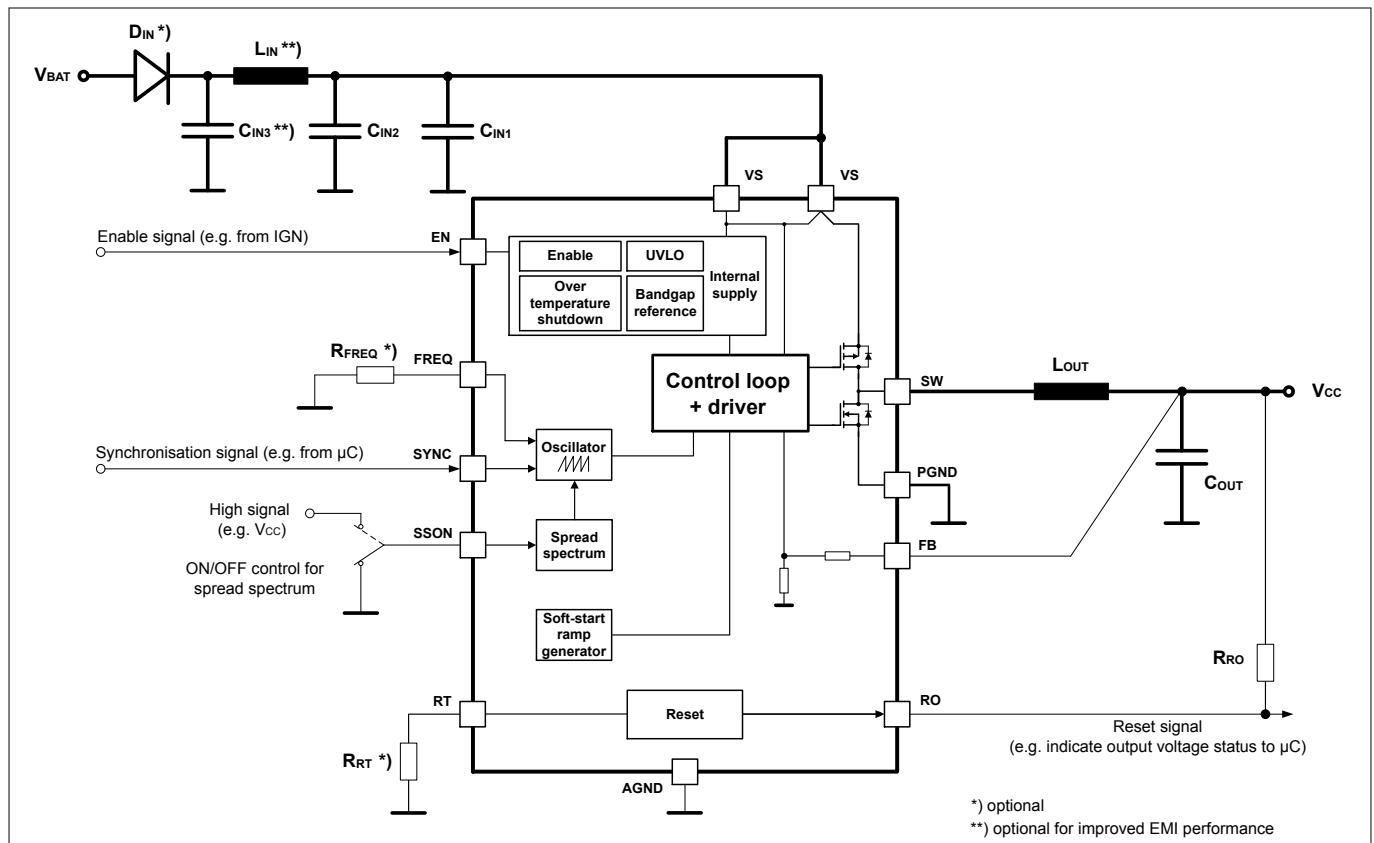 DIN *)
LIN **)
VBAT
CIN3 **)
CIN2
CIN1
VS
VS
Enable signal (e.g. from IGN)
EN
Enable
UVLO
Internal
supply
Over
temperature
shutdown
Bandgap
reference
RFREQ *)
FREQ
Control loop
+ driver
SW
LOUT
VCC
Synchronisation signal (e.g. from µC)
SYNC
Oscillator
PGND
COUT
High signal
(e.g. VCC)
SSON
Spread
spectrum
FB
ON/OFF control for
spread spectrum
Soft-start
ramp
generator
RRO
RT
Reset
RO
Reset signal
(e.g. indicate output voltage status to µC)
RRT *)
AGND
*) optional
**) optional for improved EMI performance